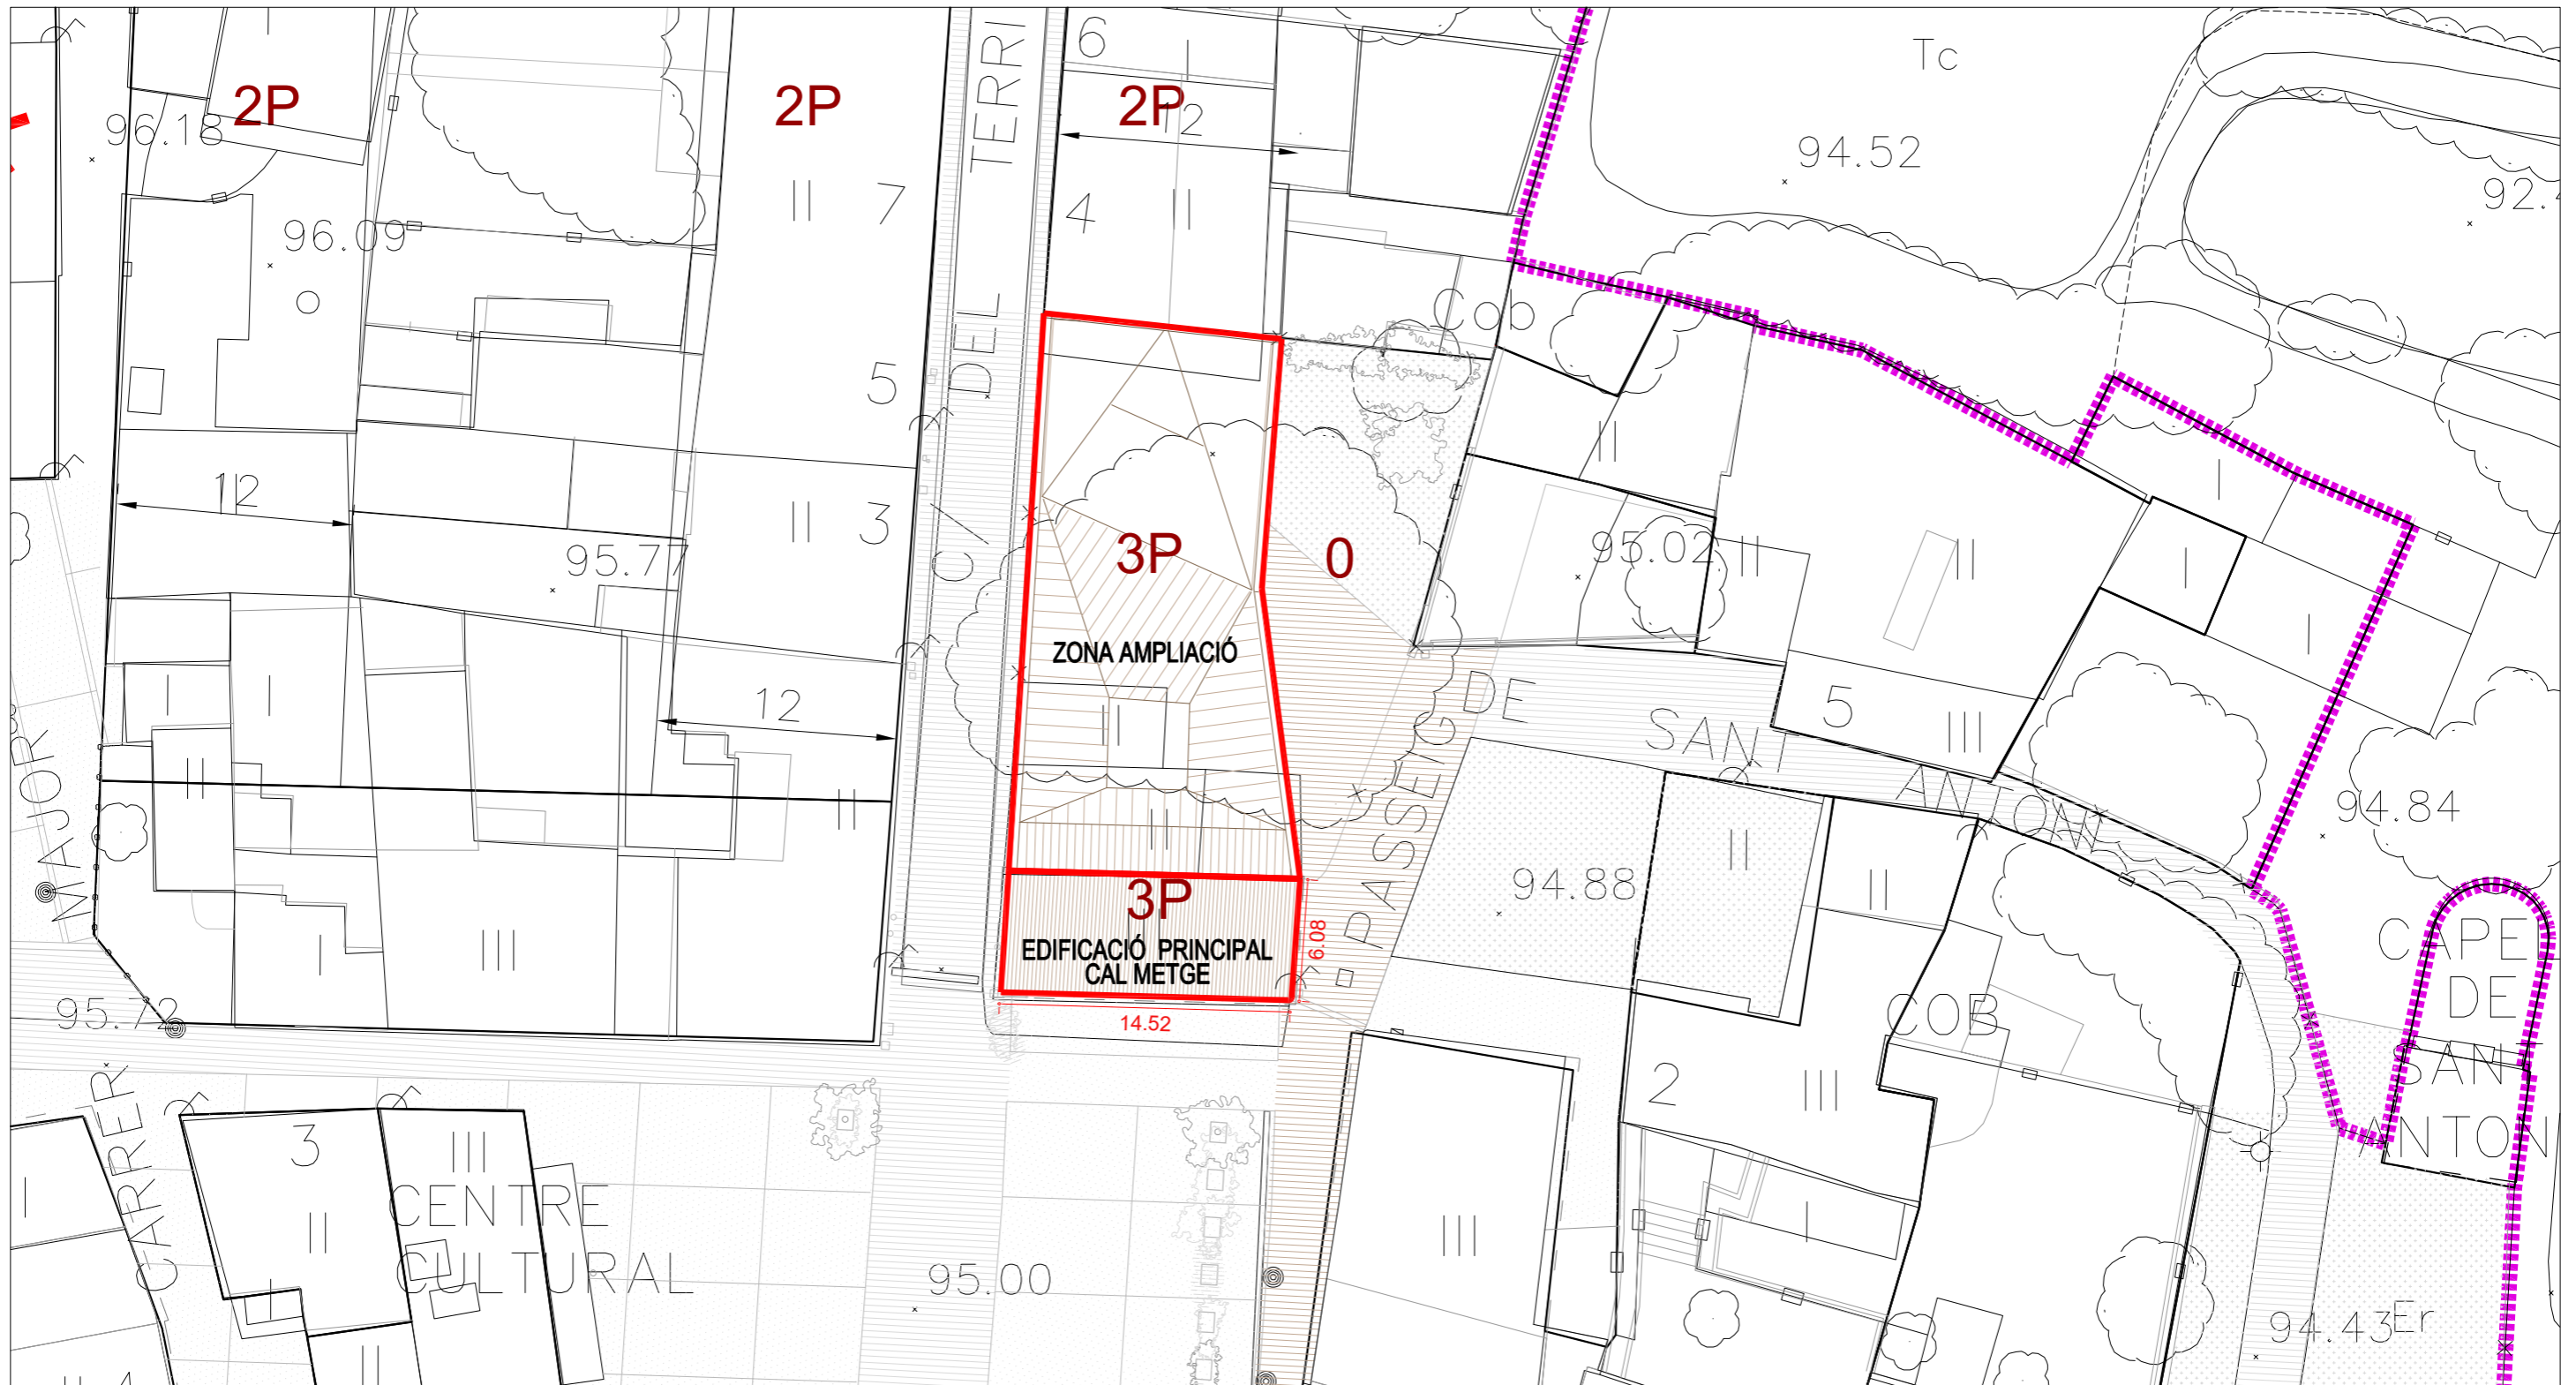 6
Tc
2P
2P
2P
12
96.18
94.52
92.
II
7
4
II
96.09
C/ DEL TERRI
Cob
5
II
12
II
3
95.77
3P
0
95.02
II
II
I
I
I
ZONA AMPLIACIÓ
12
PASSEIG DE SANT ANTONI
5
III
I
I
II
II
II
II
94.84
3P
94.88
II
II
MAJOR
I
III
EDIFICACIÓ PRINCIPAL
CAL METGE
6.08
CAPE
DE
SANT
ANTONI
95.72
14.52
COB
2
III
CARRER
3
III
CENTRE
CULTURAL
II
I
I
III
I
95.00
94.43
Er
II